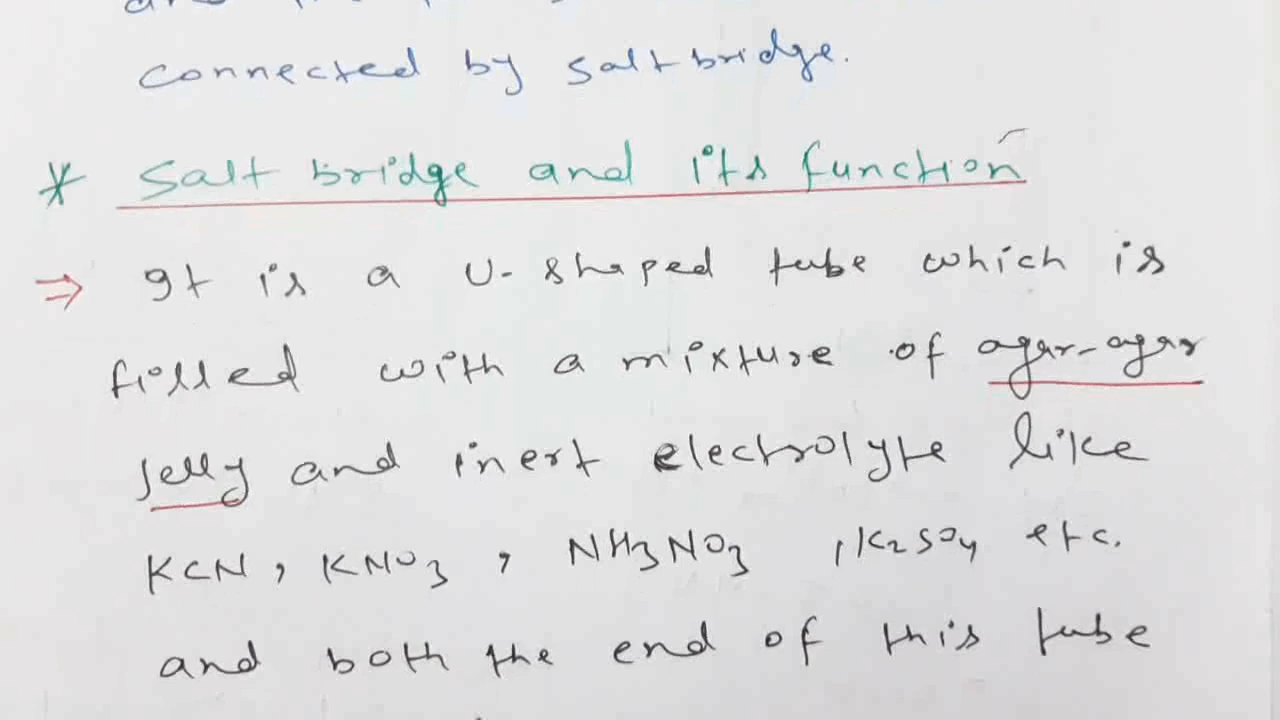 connected by salt bridge.
* Salt bridge and its function
⇒ It is a U-shaped tube which is
filled with a mixture of agar-agar
Jelly and inert electrolyte like
KCN, KNO3, NH3NO3, K2SO4 etc.
and both the end of this tube